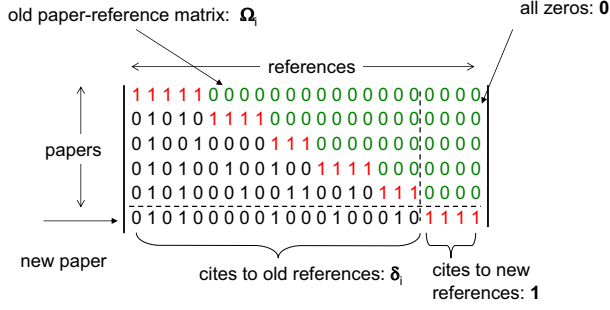 old paper-reference matrix: Ωi
all zeros: 0
references
1 1 1 1 1 0 0 0 0 0 0 0 0 0 0 0 0 0 0 0 0 0 0
0 1 0 1 0 1 1 1 1 0 0 0 0 0 0 0 0 0 0 0 0 0 0
0 1 0 0 1 0 0 0 0 1 1 1 0 0 0 0 0 0 0 0 0 0 0
papers
0 1 0 1 0 0 1 0 0 1 0 0 1 1 1 1 0 0 0 0 0 0 0
0 1 0 1 0 0 0 1 0 0 1 1 0 0 1 0 1 1 1 0 0 0 0
0 1 0 1 0 0 0 0 0 1 0 0 0 1 0 0 0 1 0 1 1 1 1
new paper
cites to old references: δi
cites to new
references: 1